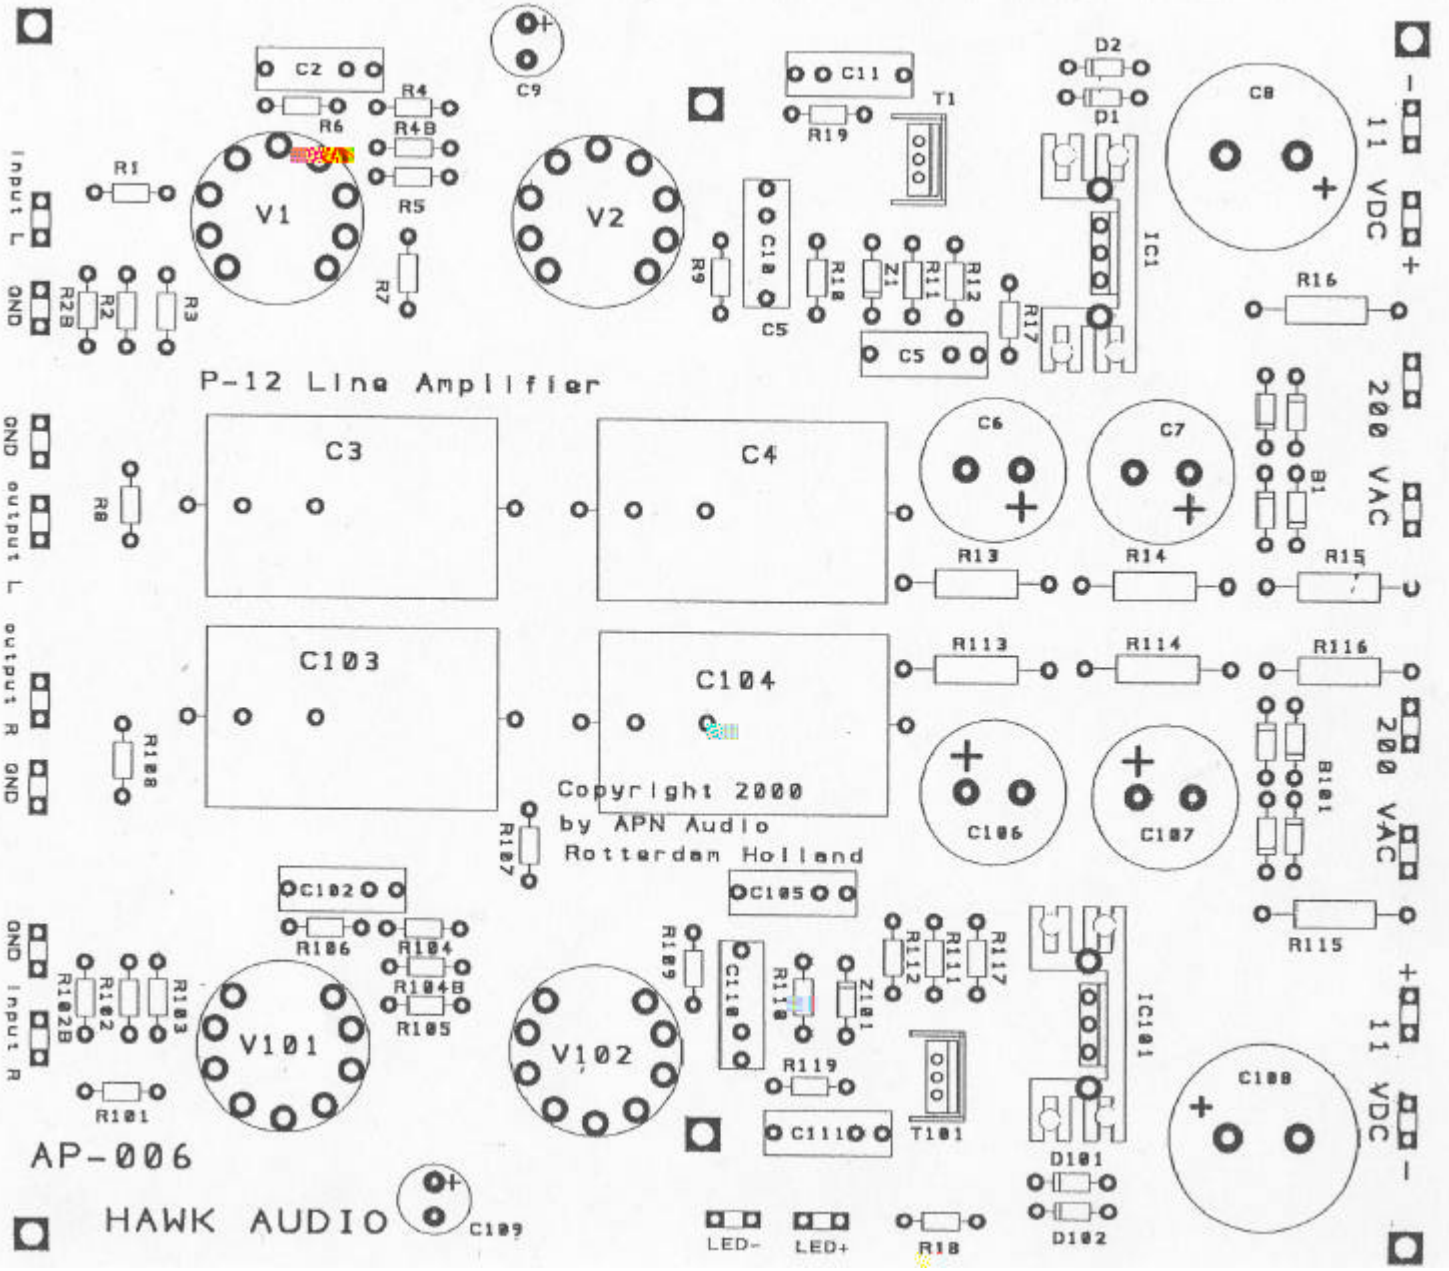 C2
C9
C11
D2
C8
-
R4
T1
R6
R4B
R19
D1
11 VDC
R1
Input L
V1
R5
V2
C10
IC1
+
+
GND
R2B
R2
R3
R7
R9
C5
R10
Z1
R11
R12
R17
R16
C5
P-12 Line Amplifier
GND
C3
C4
C6
C7
200 VAC
output L
R8
+
+
B1
R13
R14
R15
output R
C103
C104
R113
R114
R116
GND
R108
+
+
B101
200 VAC
Copyright 2000
by APN Audio
Rotterdam Holland
R107
C106
C107
C102
C105
GND
R106
R104
R109
R112
R111
R117
R115
Input R
R102B
R102
R103
R104B
R105
C110
R110
Z101
IC101
+
11 VDC
-
V101
V102
R101
R119
C108
+
C111
T101
AP-006
D101
HAWK AUDIO
+
C109
LED-
LED+
R18
D102